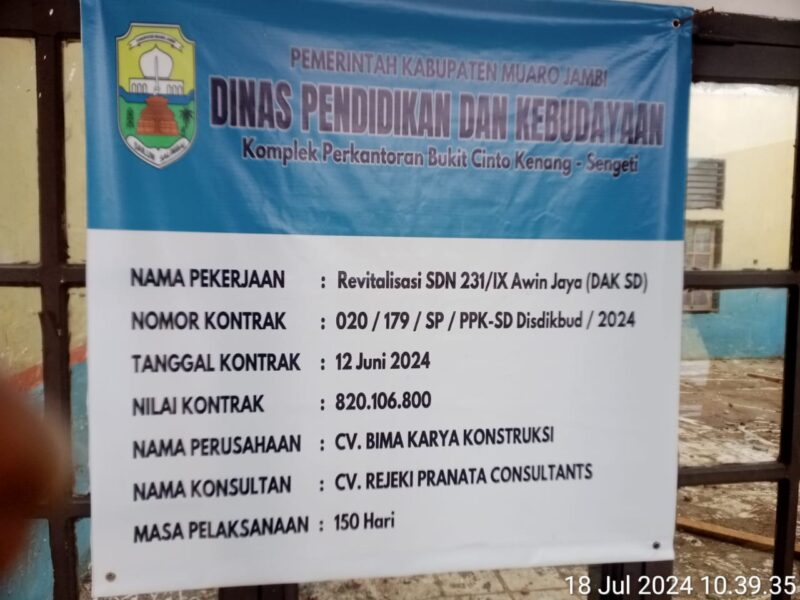 PEMERINTAH KABUPATEN MUARO JAMBI
DINAS PENDIDIKAN DAN KEBUDAYAAN
Komplek Perkantoran Bukit Cinto Kenang - Sengeti
NAMA PEKERJAAN : Revitalisasi SDN 231/IX Awin Jaya (DAK SD)
NOMOR KONTRAK : 020 / 179 / SP / PPK-SD Disdikbud / 2024
TANGGAL KONTRAK : 12 Juni 2024
NILAI KONTRAK : 820.106.800
NAMA PERUSAHAAN : CV. BIMA KARYA KONSTRUKSI
NAMA KONSULTAN : CV. REJEKI PRANATA CONSULTANTS
MASA PELAKSANAAN : 150 Hari
18 Jul 2024 10.39.35